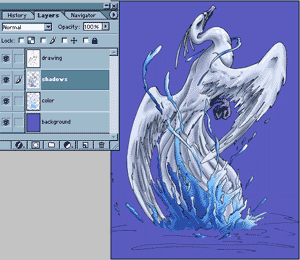 History Layers Navigator
Normal Opacity: 100%
Lock:
drawing
shadows
color
background